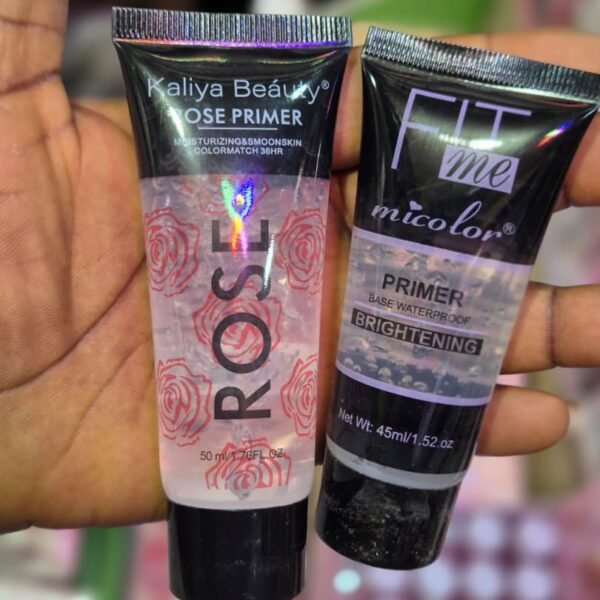 Kaliya Beáuty®
ROSE PRIMER
MOISTURIZING&SMOONSKIN
COLORMATCH 36HR
ROSE
50 ml/1.76FL.OZ
FIT
me
micolor®
PRIMER
BASE WATERPROOF
BRIGHTENING
Net Wt: 45ml/1.52.oz